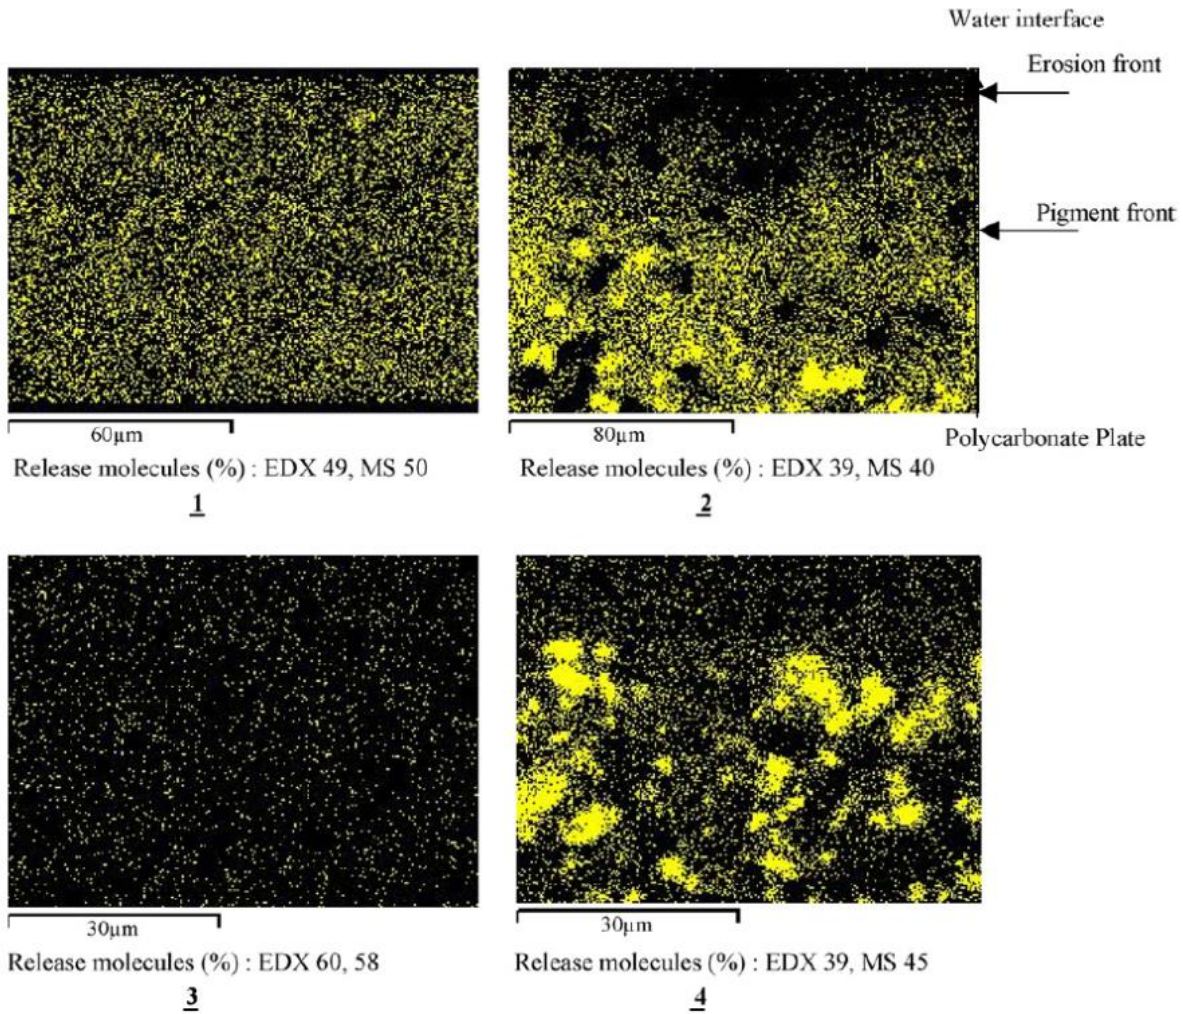 Water interface
Erosion front
Pigment front
60µm
80µm
Polycarbonate Plate
Release molecules (%) : EDX 49, MS 50
Release molecules (%) : EDX 39, MS 40
1
2
30µm
30µm
Release molecules (%) : EDX 60, 58
Release molecules (%) : EDX 39, MS 45
3
4